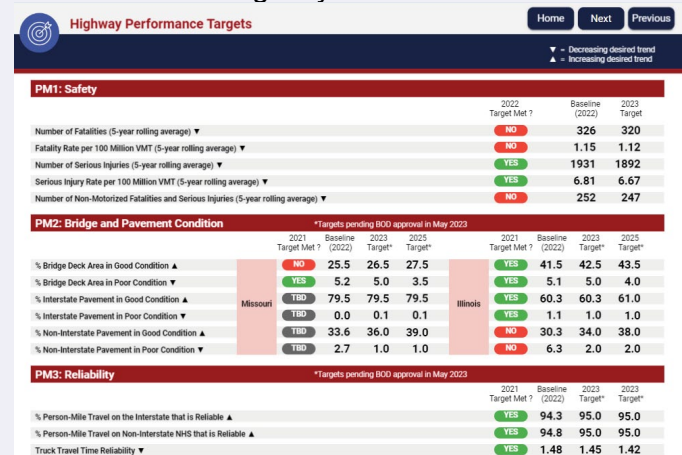 Highway Performance Targets
Home Next Previous
▼ = Decreasing desired trend
▲ = Increasing desired trend
PM1: Safety
2022 Target Met ? Baseline (2022) 2023 Target
Number of Fatalities (5-year rolling average) ▼ NO 326 320
Fatality Rate per 100 Million VMT (5-year rolling average) ▼ NO 1.15 1.12
Number of Serious Injuries (5-year rolling average) ▼ YES 1931 1892
Serious Injury Rate per 100 Million VMT (5-year rolling average) ▼ YES 6.81 6.67
Number of Non-Motorized Fatalities and Serious Injuries (5-year rolling average) ▼ NO 252 247
PM2: Bridge and Pavement Condition *Targets pending BOD approval in May 2023
2021 Target Met ? Baseline (2022) 2023 Target* 2025 Target* 2021 Target Met ? Baseline (2022) 2023 Target* 2025 Target*
Missouri Illinois
% Bridge Deck Area in Good Condition ▲ NO 25.5 26.5 27.5 YES 41.5 42.5 43.5
% Bridge Deck Area in Poor Condition ▼ YES 5.2 5.0 3.5 YES 5.1 5.0 4.0
% Interstate Pavement in Good Condition ▲ TBD 79.5 79.5 79.5 YES 60.3 60.3 61.0
% Interstate Pavement in Poor Condition ▼ TBD 0.0 0.1 0.1 YES 1.1 1.0 1.0
% Non-Interstate Pavement in Good Condition ▲ TBD 33.6 36.0 39.0 NO 30.3 34.0 38.0
% Non-Interstate Pavement in Poor Condition ▼ TBD 2.7 1.0 1.0 NO 6.3 2.0 2.0
PM3: Reliability *Targets pending BOD approval in May 2023
2021 Target Met ? Baseline (2022) 2023 Target* 2023 Target*
% Person-Mile Travel on the Interstate that is Reliable ▲ YES 94.3 95.0 95.0
% Person-Mile Travel on Non-Interstate NHS that is Reliable ▲ YES 94.8 95.0 95.0
Truck Travel Time Reliability ▼ YES 1.48 1.45 1.42